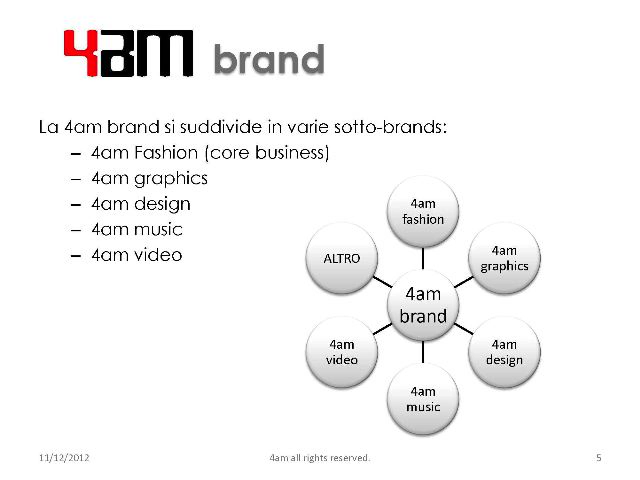 4am brand
La 4am brand si suddivide in varie sotto-brands:
– 4am Fashion (core business)
– 4am graphics
– 4am design
– 4am music
– 4am video
4am
fashion
ALTRO
4am
graphics
4am
brand
4am
video
4am
design
4am
music
11/12/2012
4am all rights reserved.
5